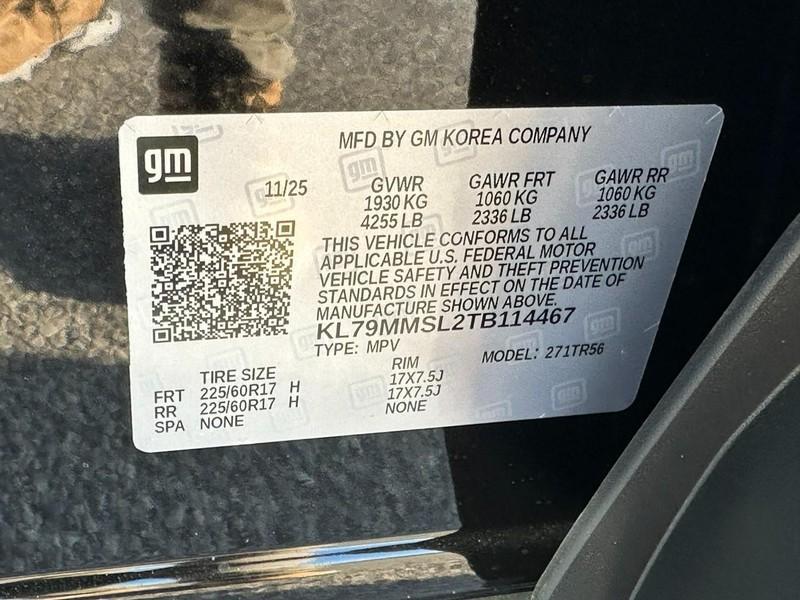 gm
MFD BY GM KOREA COMPANY
11/25
GVWR GAWR FRT GAWR RR
1930 KG 1060 KG 1060 KG
4255 LB 2336 LB 2336 LB
THIS VEHICLE CONFORMS TO ALL
APPLICABLE U.S. FEDERAL MOTOR
VEHICLE SAFETY AND THEFT PREVENTION
STANDARDS IN EFFECT ON THE DATE OF
MANUFACTURE SHOWN ABOVE.
KL79MMSL2TB114467
TYPE: MPV MODEL: 271TR56
TIRE SIZE RIM
FRT 225/60R17 H 17X7.5J
RR 225/60R17 H 17X7.5J
SPA NONE NONE